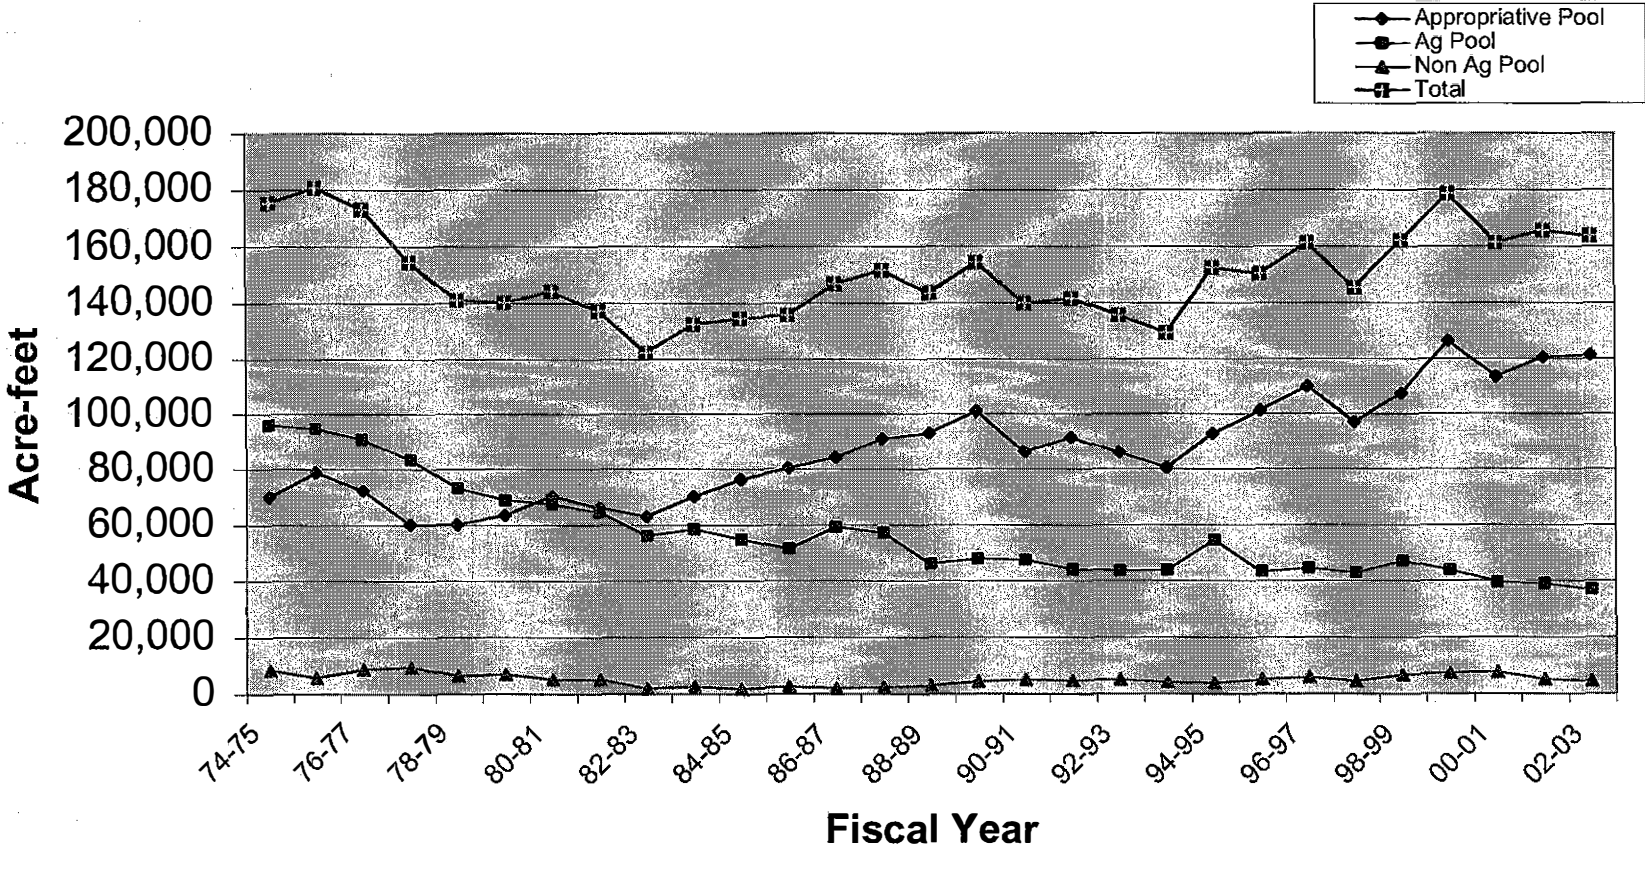 Appropriative Pool
Ag Pool
Non Ag Pool
Total
200,000
180,000
160,000
140,000
120,000
100,000
80,000
60,000
40,000
20,000
0
Acre-feet
74-75 76-77 78-79 80-81 82-83 84-85 86-87 88-89 90-91 92-93 94-95 96-97 98-99 00-01 02-03
Fiscal Year